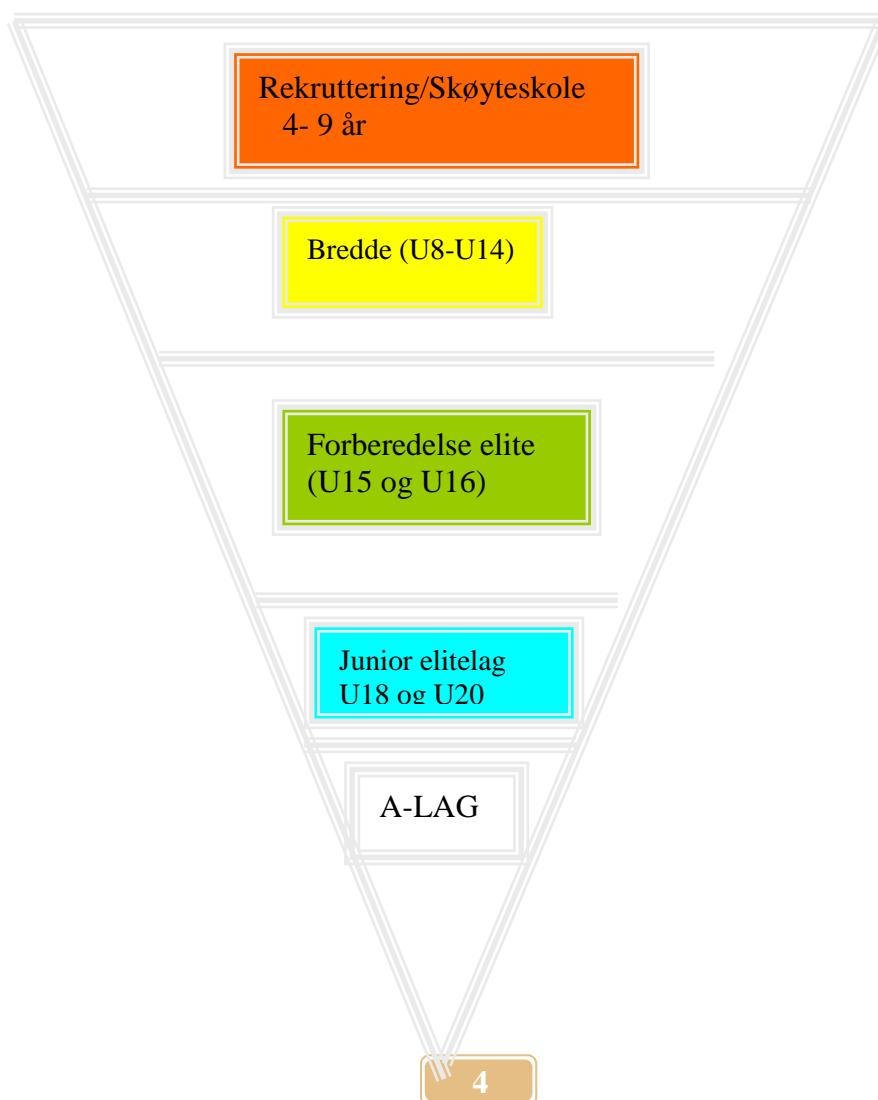 Rekruttering/Skøyteskole
4- 9 år
Bredde (U8-U14)
Forberedelse elite
(U15 og U16)
Junior elitelag
U18 og U20
A-LAG
4